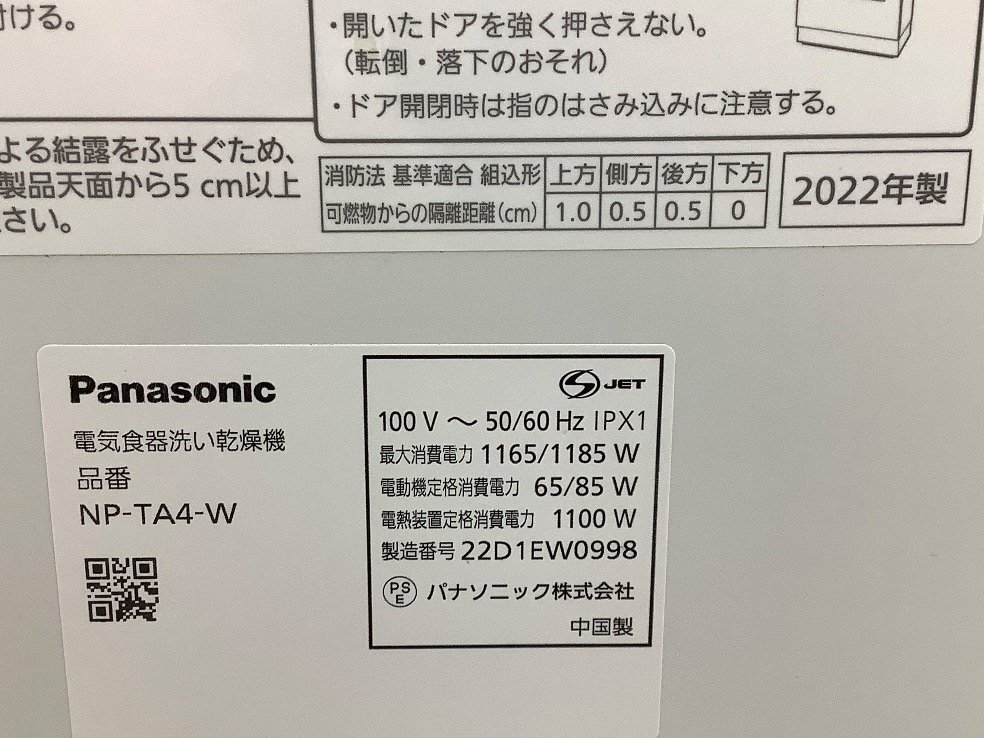 ける。
・開いたドアを強く押さえない。
（転倒・落下のおそれ）
・ドア開閉時は指のはさみ込みに注意する。
よる結露をふせぐため、
製品天面から5 cm以上
さい。
消防法 基準適合 組込形 上方 側方 後方 下方
可燃物からの隔離距離(cm) 1.0 0.5 0.5 0
2022年製
Panasonic
電気食器洗い乾燥機
品番
NP-TA4-W
S JET
100 V ～ 50/60 Hz IPX1
最大消費電力 1165/1185 W
電動機定格消費電力 65/85 W
電熱装置定格消費電力 1100 W
製造番号 22D1EW0998
PS
E パナソニック株式会社
中国製